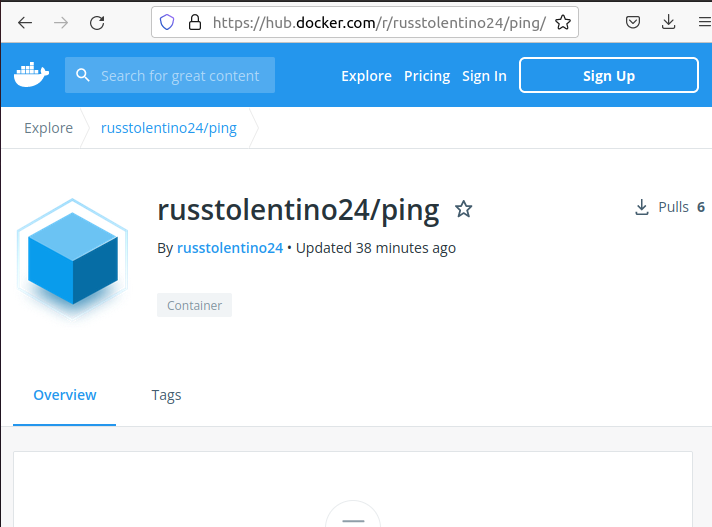 https://hub.docker.com/r/russtolentino24/ping/
Search for great content
Explore Pricing Sign In Sign Up
Explore russtolentino24/ping
russtolentino24/ping
Pulls 6
By russtolentino24 • Updated 38 minutes ago
Container
Overview Tags